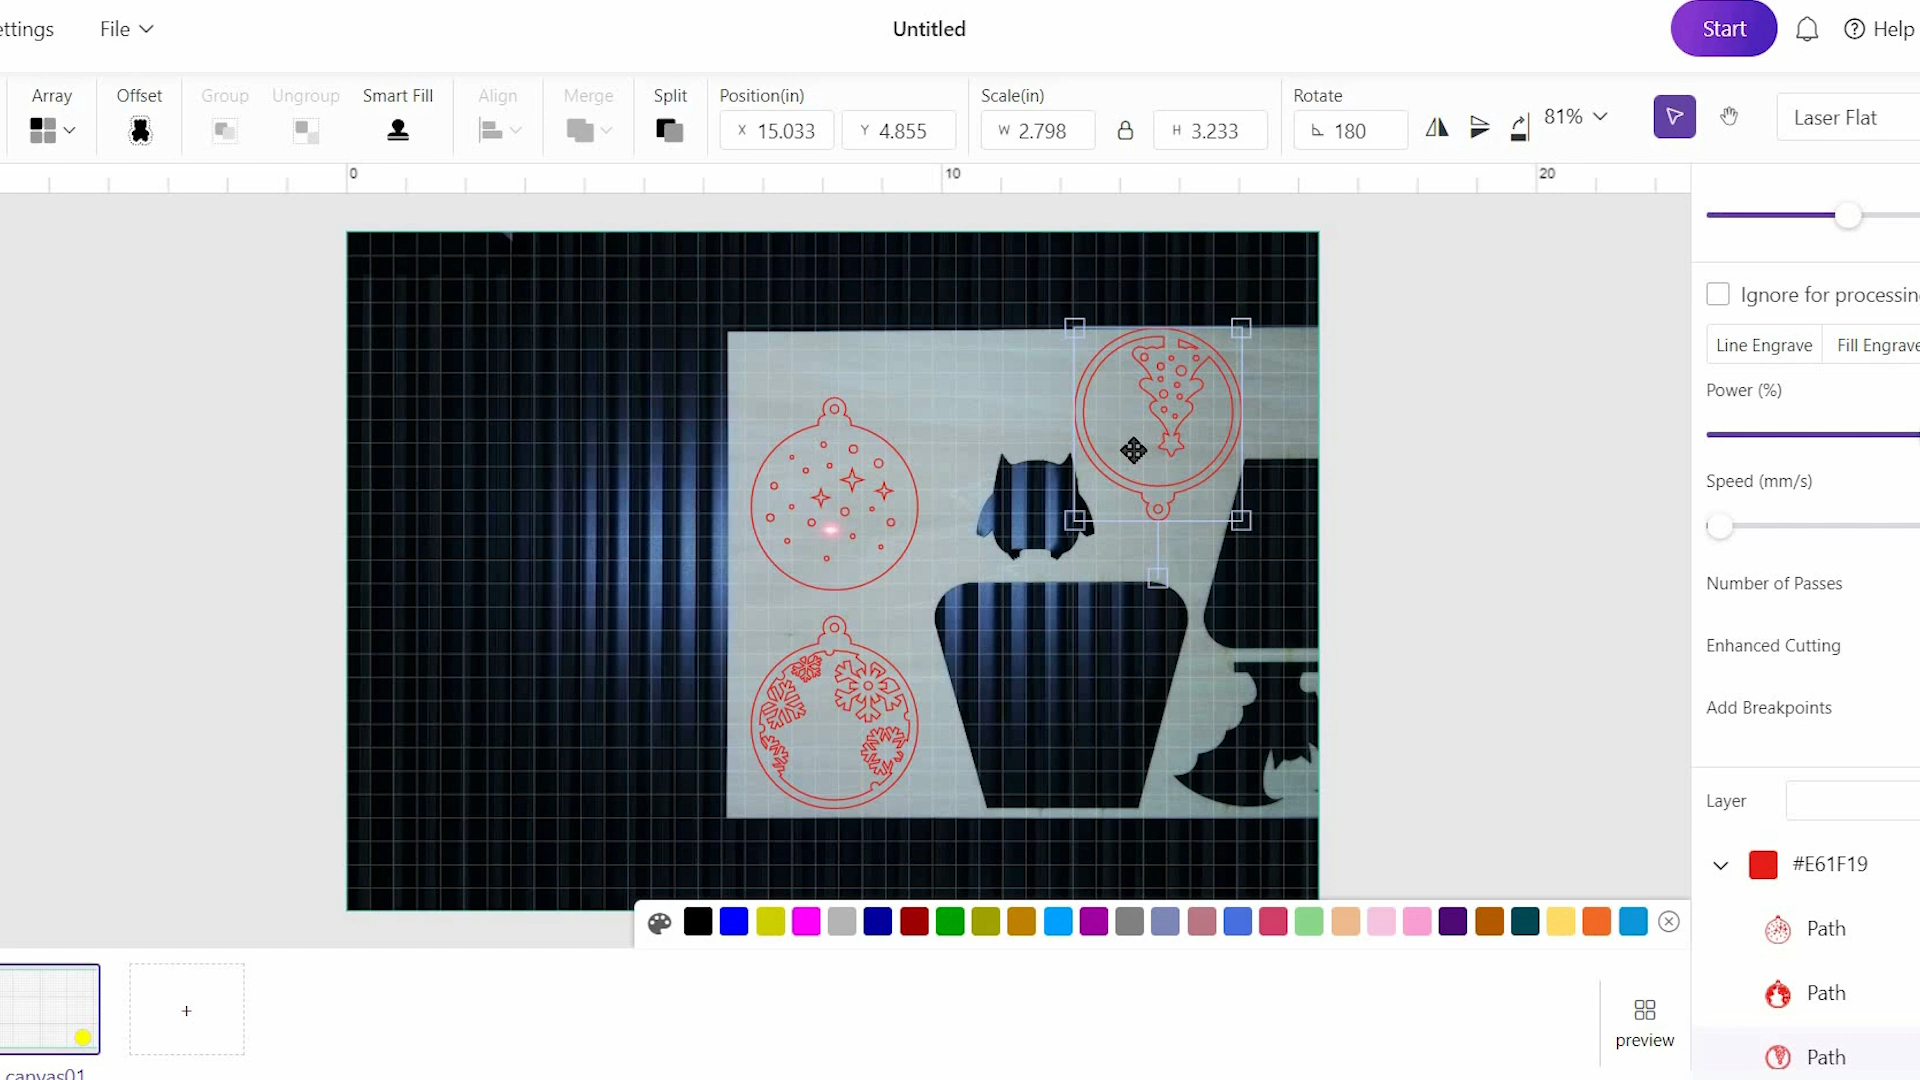 ettings File Untitled Start Help
Array Offset Group Ungroup Smart Fill Align Merge Split Position(in) Scale(in) Rotate
X 15.033 Y 4.855 W 2.798 H 3.233 180 81% Laser Flat
0 10 20
Ignore for processin
Line Engrave Fill Engrave
Power (%)
Speed (mm/s)
Number of Passes
Enhanced Cutting
Add Breakpoints
Layer
#E61F19
Path
Path
Path
+
preview
canvas01